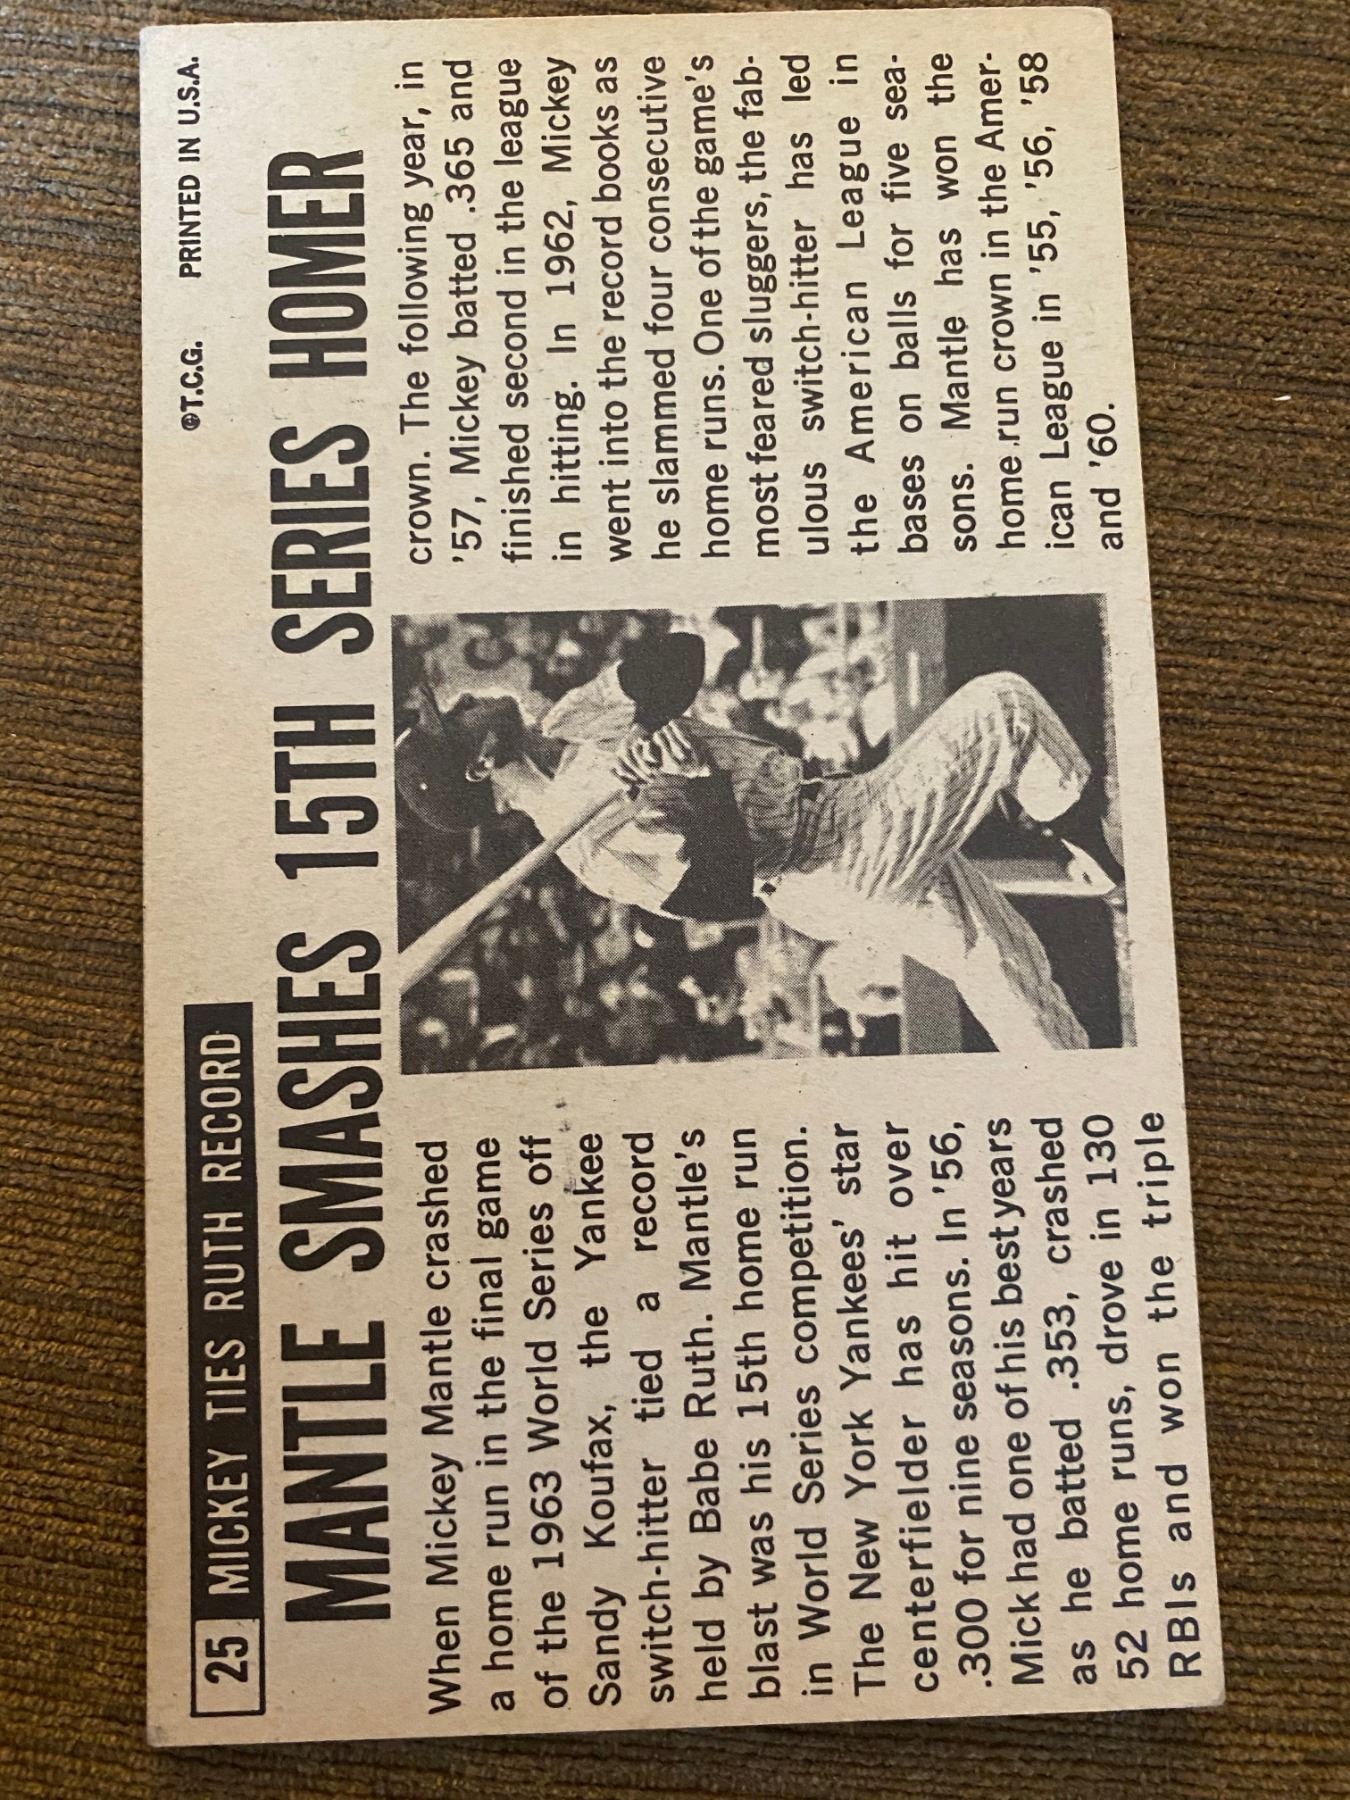 25 MICKEY TIES RUTH RECORD ©T.C.G. PRINTED IN U.S.A.
MANTLE SMASHES 15TH SERIES HOMER
When Mickey Mantle crashed
a home run in the final game
of the 1963 World Series off
Sandy Koufax, the Yankee
switch-hitter tied a record
held by Babe Ruth. Mantle's
blast was his 15th home run
in World Series competition.
The New York Yankees' star
centerfielder has hit over
.300 for nine seasons. In '56,
Mick had one of his best years
as he batted .353, crashed
52 home runs, drove in 130
RBIs and won the triple
crown. The following year, in
'57, Mickey batted .365 and
finished second in the league
in hitting. In 1962, Mickey
went into the record books as
he slammed four consecutive
home runs. One of the game's
most feared sluggers, the fab-
ulous switch-hitter has led
the American League in
bases on balls for five sea-
sons. Mantle has won the
home run crown in the Amer-
ican League in '55, '56, '58
and '60.